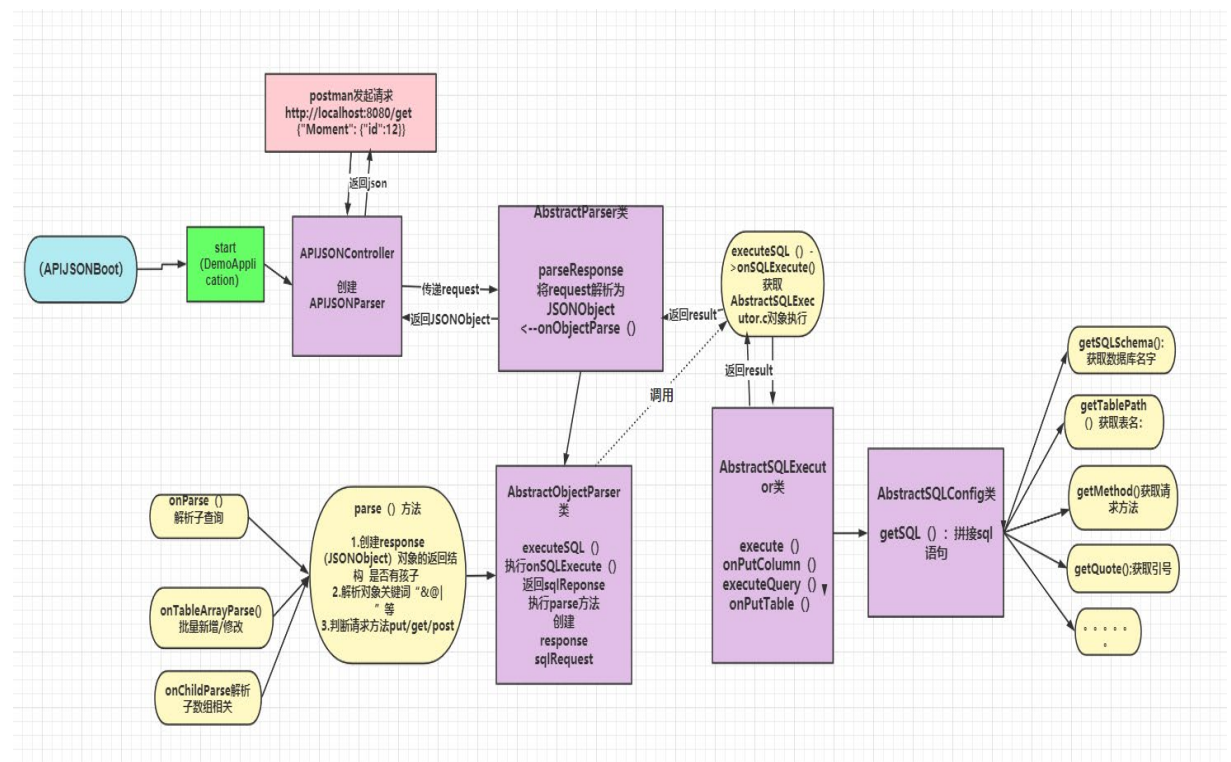 postman发起请求
http://localhost:8080/get
{"Moment": {"id":12}}
返回json
(APIJSONBoot)
start
(DemoAppli
cation)
APIJSONController
创建
APIJSONParser
传递request
返回JSONObject
AbstractParser类
parseResponse
将request解析为
JSONObject
<--onObjectParse（）
返回result
executeSQL（）-
>onSQLExecute()
获取
AbstractSQLExec
utor.c对象执行
返回result
调用
getSQLSchema():
获取数据库名字
getTablePath
（）获取表名：
getMethod()获取请
求方法
getQuote();获取引号
。。。。。
。
AbstractSQLExecut
or类
execute（）
onPutColumn（）
executeQuery（）
onPutTable（）
AbstractSQLConfig类
getSQL（）：拼接sql
语句
AbstractObjectParser
类
executeSQL（）
执行onSQLExecute（）
返回sqlReponse
执行parse方法
创建
response
sqlRequest
parse（）方法
1.创建response
(JSONObject) 对象的返回结
构 是否有孩子
2.解析对象关键词“&@|
”等
3.判断请求方法put/get/post
onParse（）
解析子查询
onTableArrayParse()
批量新增/修改
onChildParse解析
子数组相关